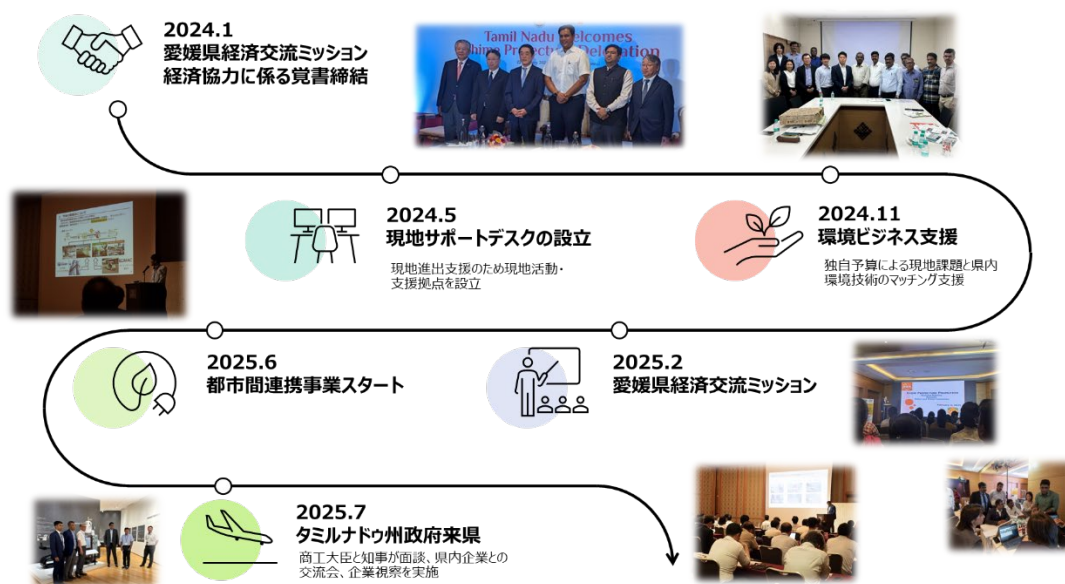 2024.1
愛媛県経済交流ミッション
経済協力に係る覚書締結
Tamil Nadu Welcomes
2024.5
現地サポートデスクの設立
現地進出支援のため現地活動・
支援拠点を設立
2024.11
環境ビジネス支援
独自予算による現地課題と県内
環境技術のマッチング支援
2025.6
都市間連携事業スタート
2025.2
愛媛県経済交流ミッション
2025.7
タミルナドゥ州政府来県
商工大臣と知事が面談、県内企業との
交流会、企業視察を実施